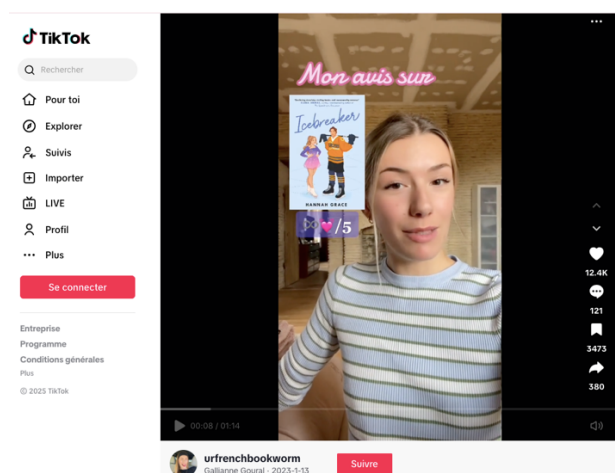 TikTok
Rechercher
Pour toi
Explorer
Suivis
Importer
LIVE
Profil
Plus
Se connecter
Entreprise
Programme
Conditions générales
Plus
© 2025 TikTok
Mon avis sur
Icebreaker
HANNAH GRACE
/5
12.4K
121
3473
380
00:08 / 01:14
urfrenchbookworm
Gallianne Goural · 2023-1-13
Suivre